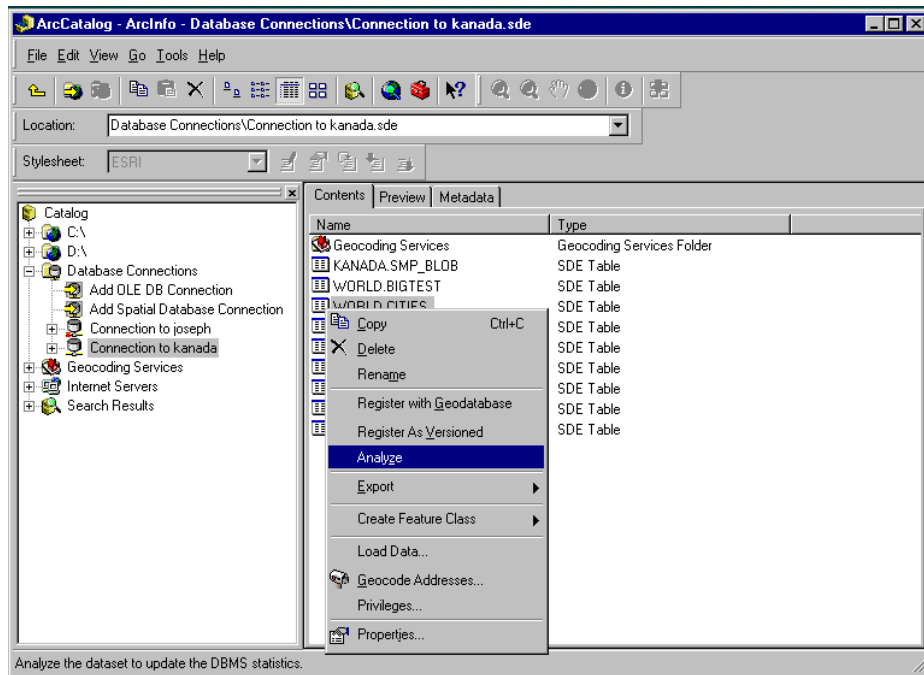 ArcCatalog - ArcInfo - Database Connections\Connection to kanada.sde
File Edit View Go Tools Help
Location: Database Connections\Connection to kanada.sde
Stylesheet: ESRI
Contents Preview Metadata
Catalog
C:\
D:\
Database Connections
Add OLE DB Connection
Add Spatial Database Connection
Connection to joseph
Connection to kanada
Geocoding Services
Internet Servers
Search Results
Name Type
Geocoding Services Geocoding Services Folder
KANADA.SMP_BLOB SDE Table
WORLD.BIGTEST SDE Table
WORLD.CITIES SDE Table
SDE Table
SDE Table
SDE Table
SDE Table
SDE Table
SDE Table
Copy Ctrl+C
Delete
Rename
Register with Geodatabase
Register As Versioned
Analyze
Export
Create Feature Class
Load Data...
Geocode Addresses...
Privileges...
Properties...
Analyze the dataset to update the DBMS statistics.